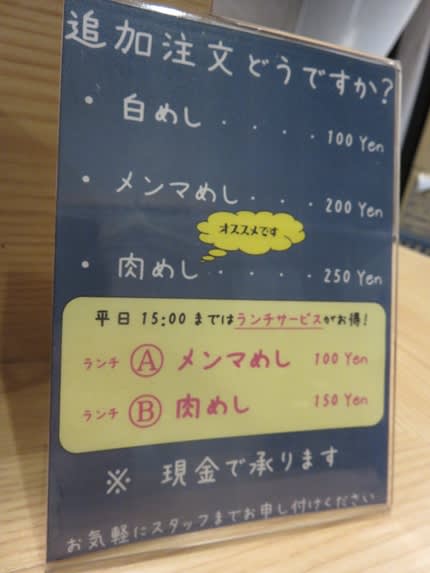 追加注文どうですか?
・ 白めし ・・・・ 100 Yen
・ メンマめし ・・・ 200 Yen
オススメです
・ 肉めし ・・・・・ 250 Yen
平日 15:00 まではランチサービスがお得!
ランチ Ⓐ メンマめし 100 Yen
ランチ Ⓑ 肉めし 150 Yen
※ 現金で承ります
お気軽にスタッフまでお申し付けください